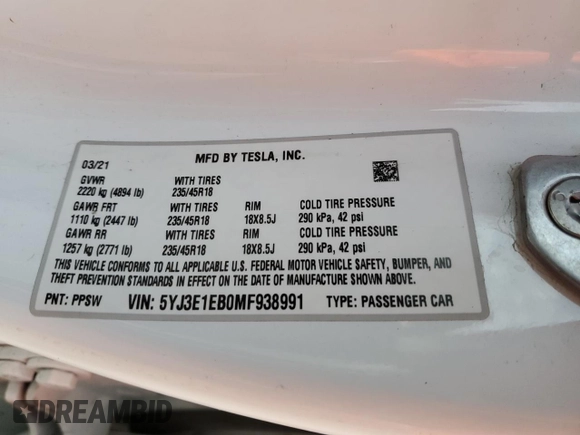 MFD BY TESLA, INC.
03/21
GVWR WITH TIRES
2220 kg (4894 lb) 235/45R18
GAWR FRT WITH TIRES RIM COLD TIRE PRESSURE
1110 kg (2447 lb) 235/45R18 18X8.5J 290 kPa, 42 psi
GAWR RR WITH TIRES RIM COLD TIRE PRESSURE
1257 kg (2771 lb) 235/45R18 18X8.5J 290 kPa, 42 psi
THIS VEHICLE CONFORMS TO ALL APPLICABLE U.S. FEDERAL MOTOR VEHICLE SAFETY, BUMPER, AND
THEFT PREVENTION STANDARDS IN EFFECT ON THE DATE OF MANUFACTURE SHOWN ABOVE.
PNT: PPSW VIN: 5YJ3E1EB0MF938991 TYPE: PASSENGER CAR
DREAMBID